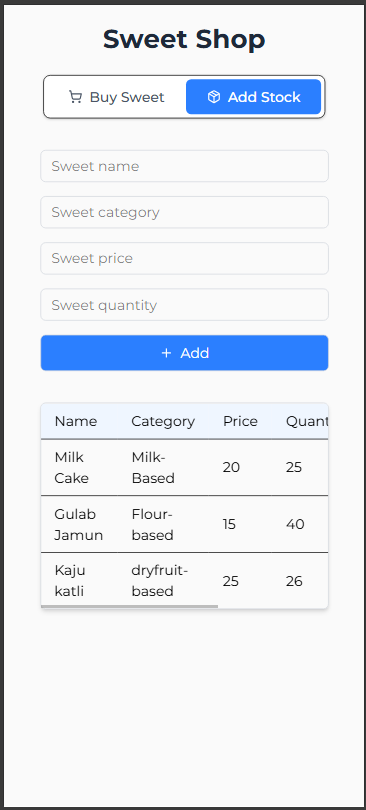 Sweet Shop
Buy Sweet Add Stock
Sweet name
Sweet category
Sweet price
Sweet quantity
+ Add
Name Category Price Quant
Milk Cake Milk-Based 20 25
Gulab Jamun Flour-based 15 40
Kaju katli dryfruit-based 25 26